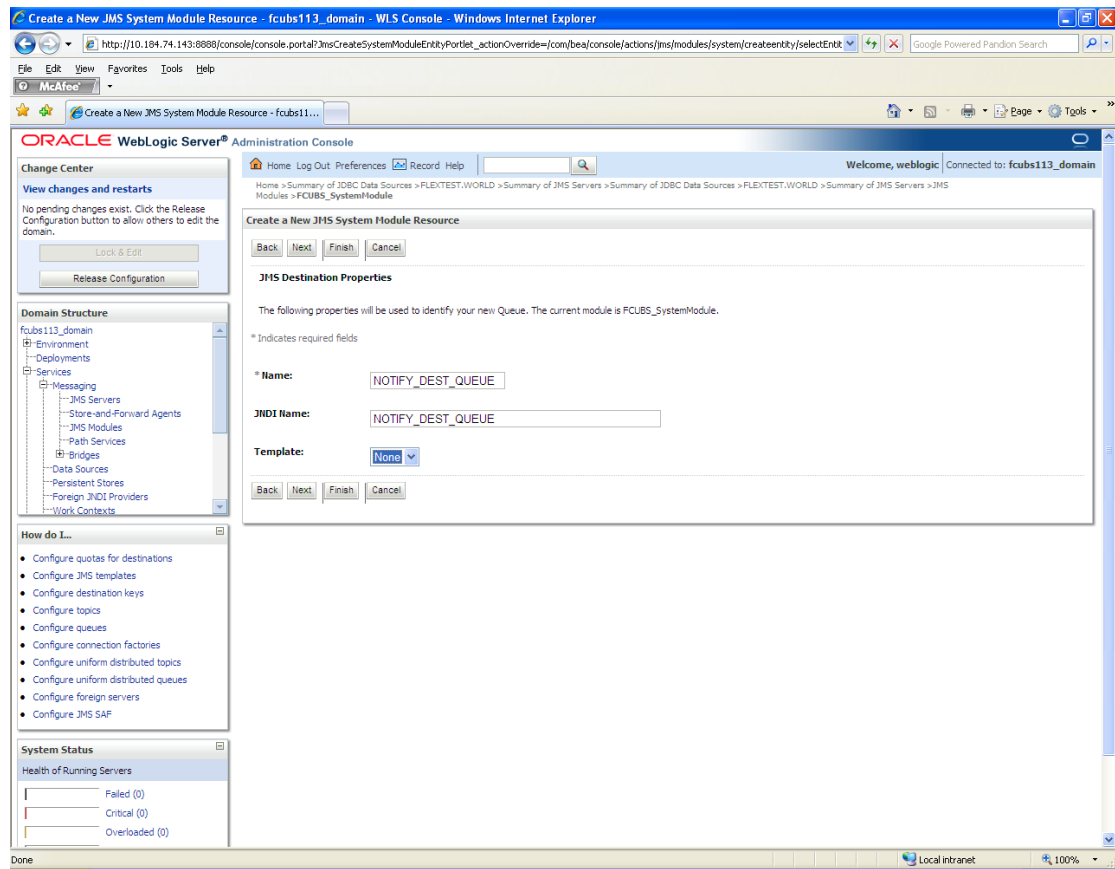 Create a New JMS System Module Resource - fcubs113_domain - WLS Console - Windows Internet Explorer
http://10.184.74.143:8888/console/console.portal?JmsCreateSystemModuleEntityPortlet_actionOverride=/com/bea/console/actions/jms/modules/system/createentity/selectEntit
Google Powered Pandion Search
File Edit View Favorites Tools Help
McAfee
Create a New JMS System Module Resource - fcubs11...
Page Tools
ORACLE WebLogic Server® Administration Console
Change Center
View changes and restarts
No pending changes exist. Click the Release
Configuration button to allow others to edit the
domain.
Lock & Edit
Release Configuration
Domain Structure
fcubs113_domain
Environment
Deployments
Services
Messaging
JMS Servers
Store-and-Forward Agents
JMS Modules
Path Services
Bridges
Data Sources
Persistent Stores
Foreign JNDI Providers
Work Contexts
How do I...
Configure quotas for destinations
Configure JMS templates
Configure destination keys
Configure topics
Configure queues
Configure connection factories
Configure uniform distributed topics
Configure uniform distributed queues
Configure foreign servers
Configure JMS SAF
System Status
Health of Running Servers
Failed (0)
Critical (0)
Overloaded (0)
Home Log Out Preferences Record Help
Welcome, weblogic Connected to: fcubs113_domain
Home >Summary of JDBC Data Sources >FLEXTEST.WORLD >Summary of JMS Servers >Summary of JDBC Data Sources >FLEXTEST.WORLD >Summary of JMS Servers >JMS
Modules >FCUBS_SystemModule
Create a New JMS System Module Resource
Back Next Finish Cancel
JMS Destination Properties
The following properties will be used to identify your new Queue. The current module is FCUBS_SystemModule.
* Indicates required fields
* Name: NOTIFY_DEST_QUEUE
JNDI Name: NOTIFY_DEST_QUEUE
Template: None
Back Next Finish Cancel
Done
Local intranet
100%